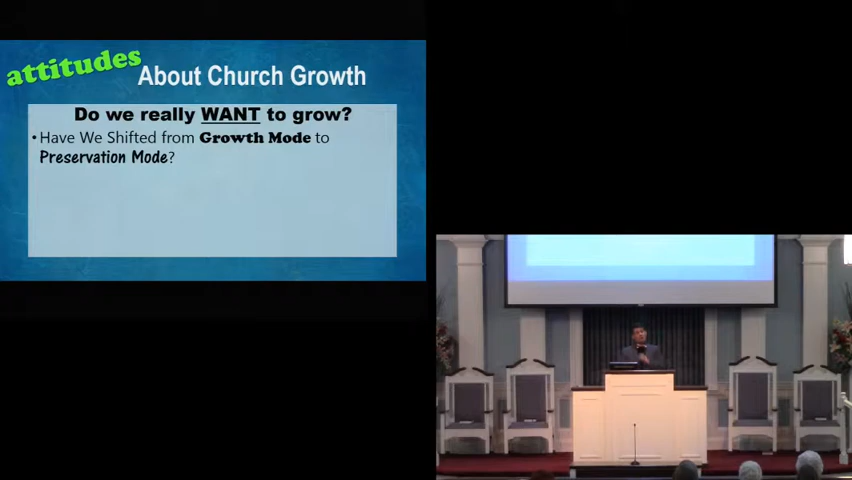 attitudes
About Church Growth
Do we really WANT to grow?
• Have We Shifted from Growth Mode to
Preservation Mode?